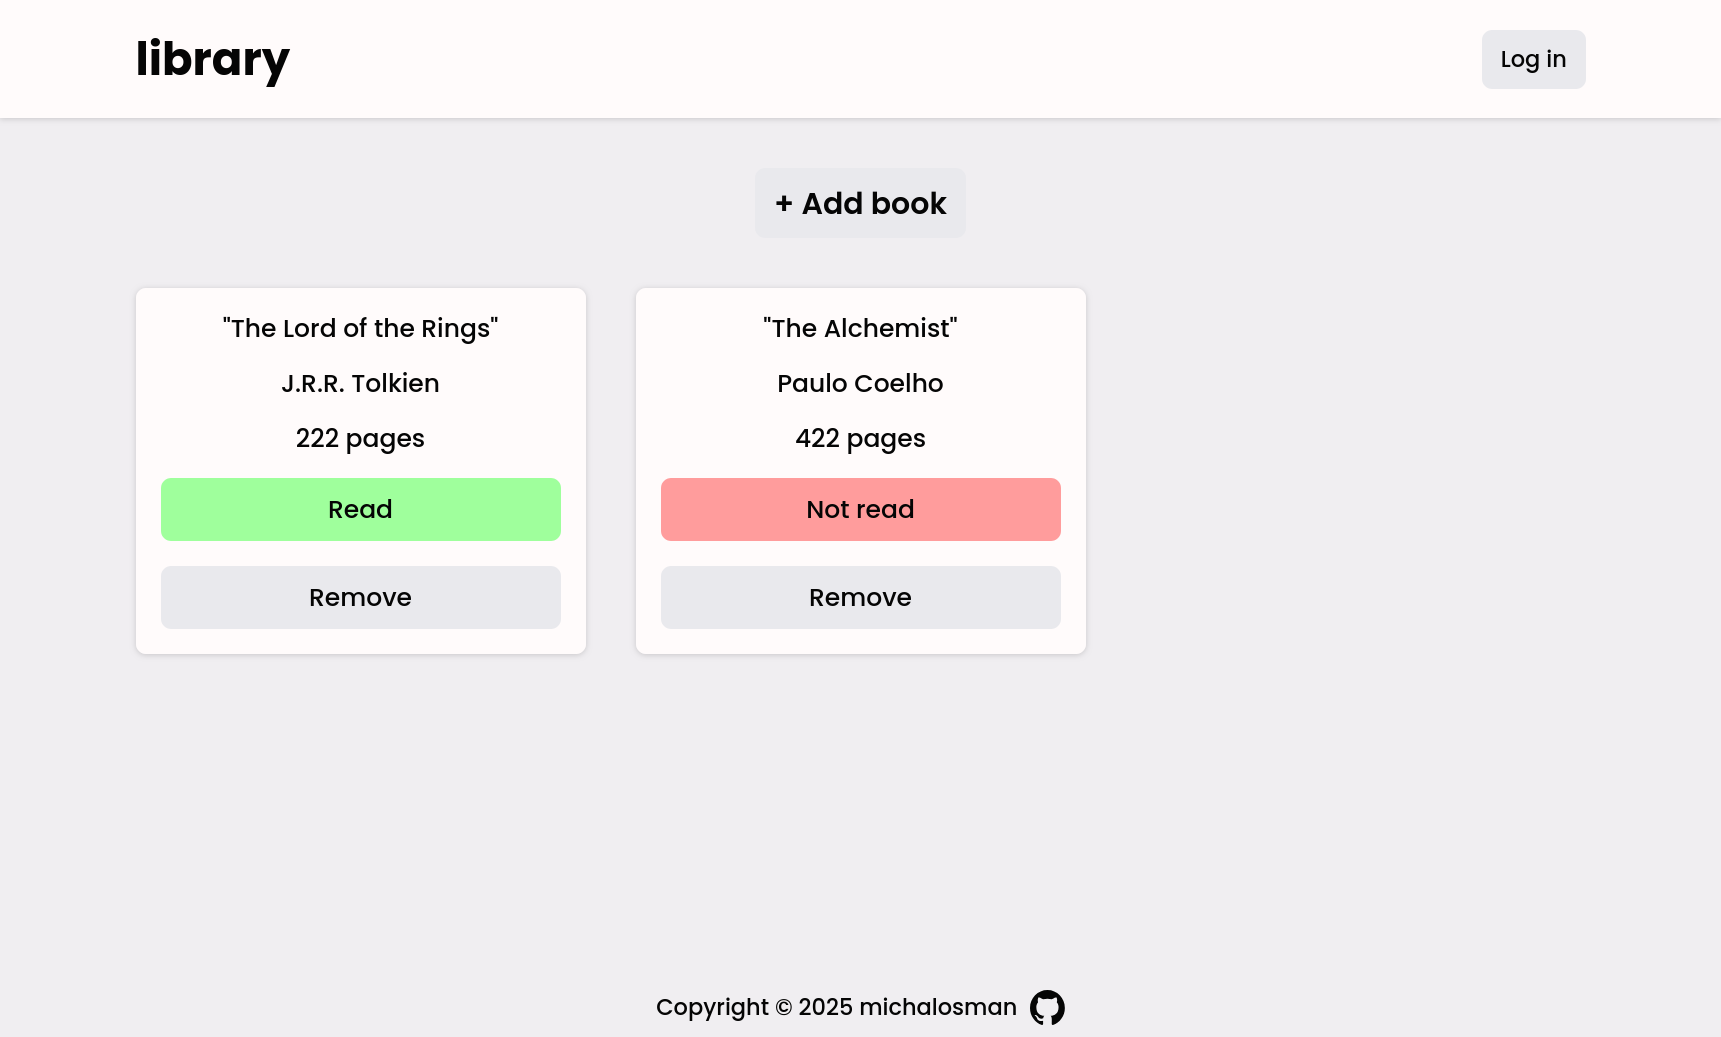 library
Log in
+ Add book
"The Lord of the Rings"
J.R.R. Tolkien
222 pages
Read
Remove
"The Alchemist"
Paulo Coelho
422 pages
Not read
Remove
Copyright © 2025 michalosman